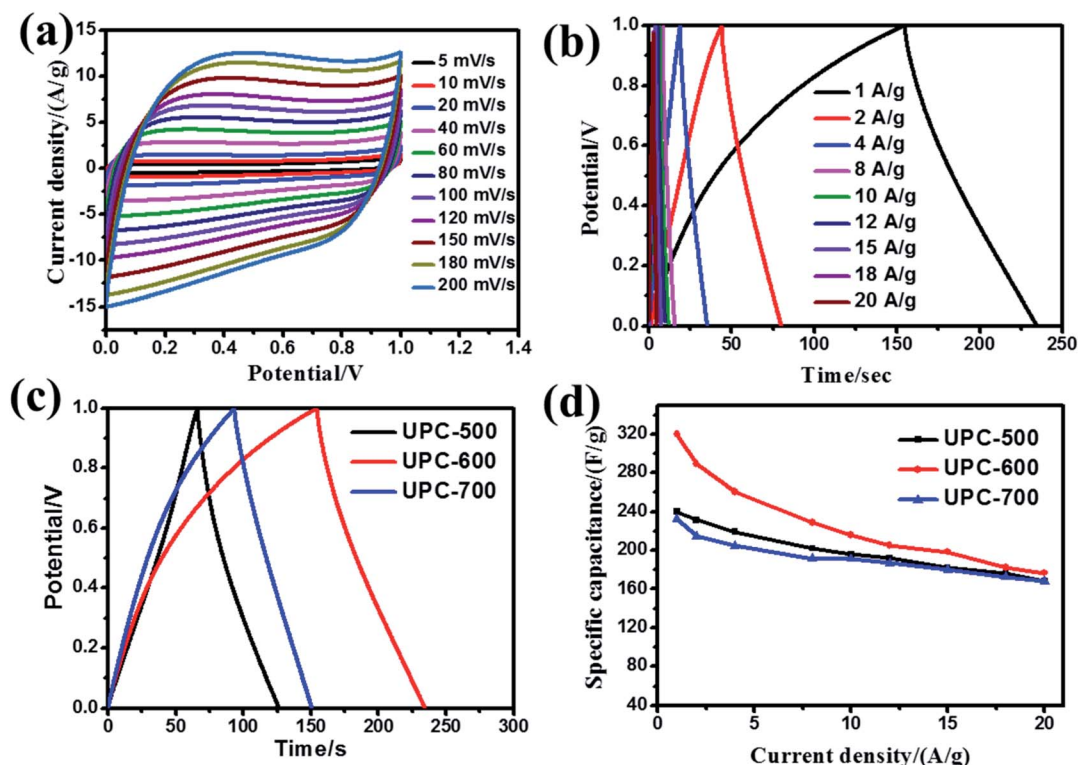 (a)
Current density/(A/g)
15
10
5
0
-5
-10
-15
0.0 0.2 0.4 0.6 0.8 1.0 1.2 1.4
Potential/V
5 mV/s
10 mV/s
20 mV/s
40 mV/s
60 mV/s
80 mV/s
100 mV/s
120 mV/s
150 mV/s
180 mV/s
200 mV/s
(b)
Potential/V
1.0
0.8
0.6
0.4
0.2
0.0
0 50 100 150 200 250
Time/sec
1 A/g
2 A/g
4 A/g
8 A/g
10 A/g
12 A/g
15 A/g
18 A/g
20 A/g
(c)
Potential/V
1.0
0.8
0.6
0.4
0.2
0.0
0 50 100 150 200 250 300
Time/s
UPC-500
UPC-600
UPC-700
(d)
Specific capacitance/(F/g)
320
280
240
200
160
120
80
40
0 5 10 15 20
Current density/(A/g)
UPC-500
UPC-600
UPC-700